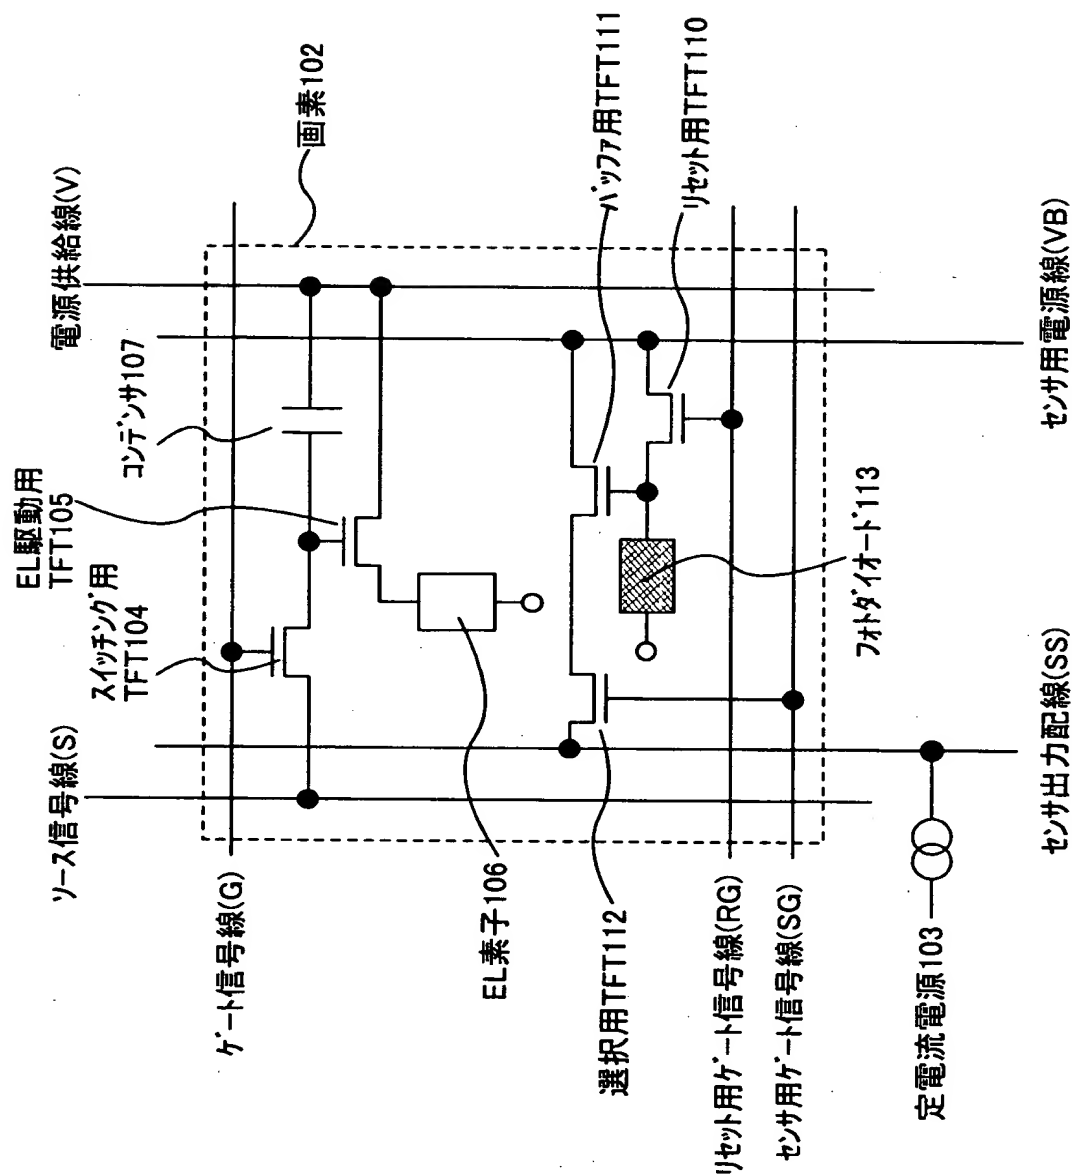 ソース信号線(S)
電源供給線(V)
EL駆動用
TFT105
スイッチング用
TFT104
コンデンサ107
画素102
ゲート信号線(G)
EL素子106
バッファ用TFT111
リセット用TFT110
選択用TFT112
フォトダイオード113
リセット用ゲート信号線(RG)
センサ用ゲート信号線(SG)
定電流電源103
センサ出力配線(SS)
センサ用電源線(VB)